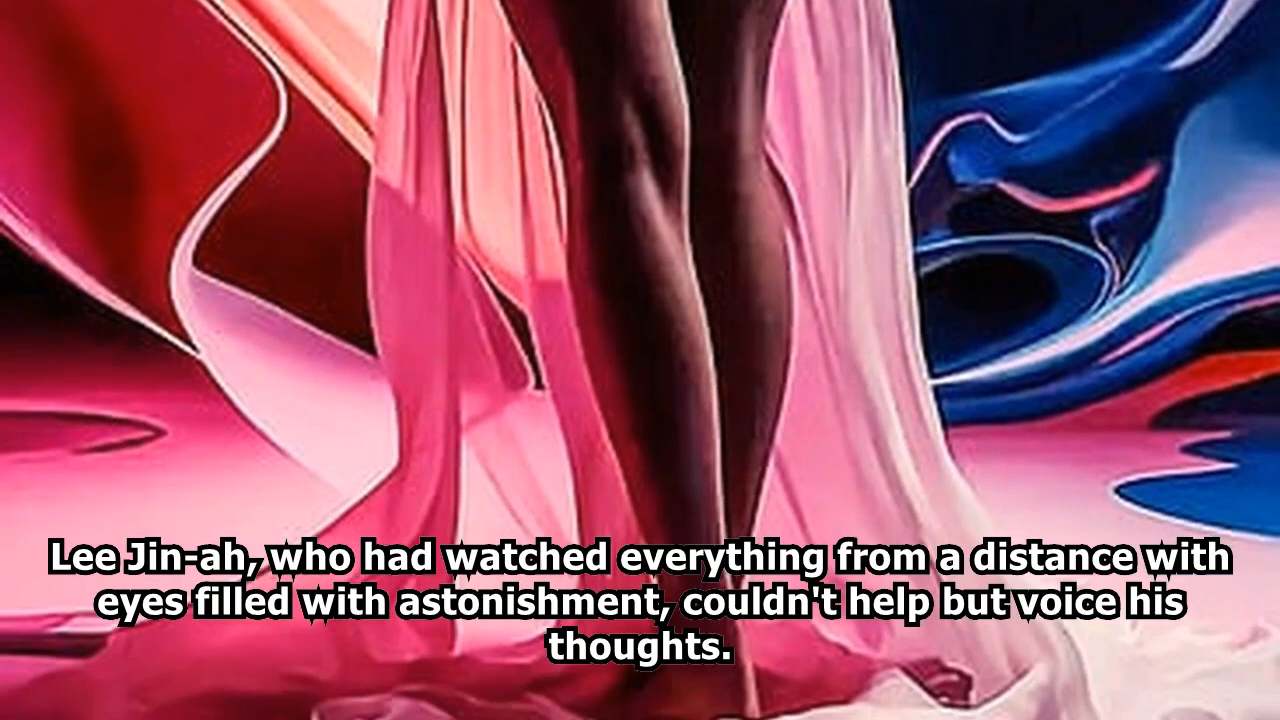 Lee Jin-ah, who had watched everything from a distance with
eyes filled with astonishment, couldn't help but voice his
thoughts.